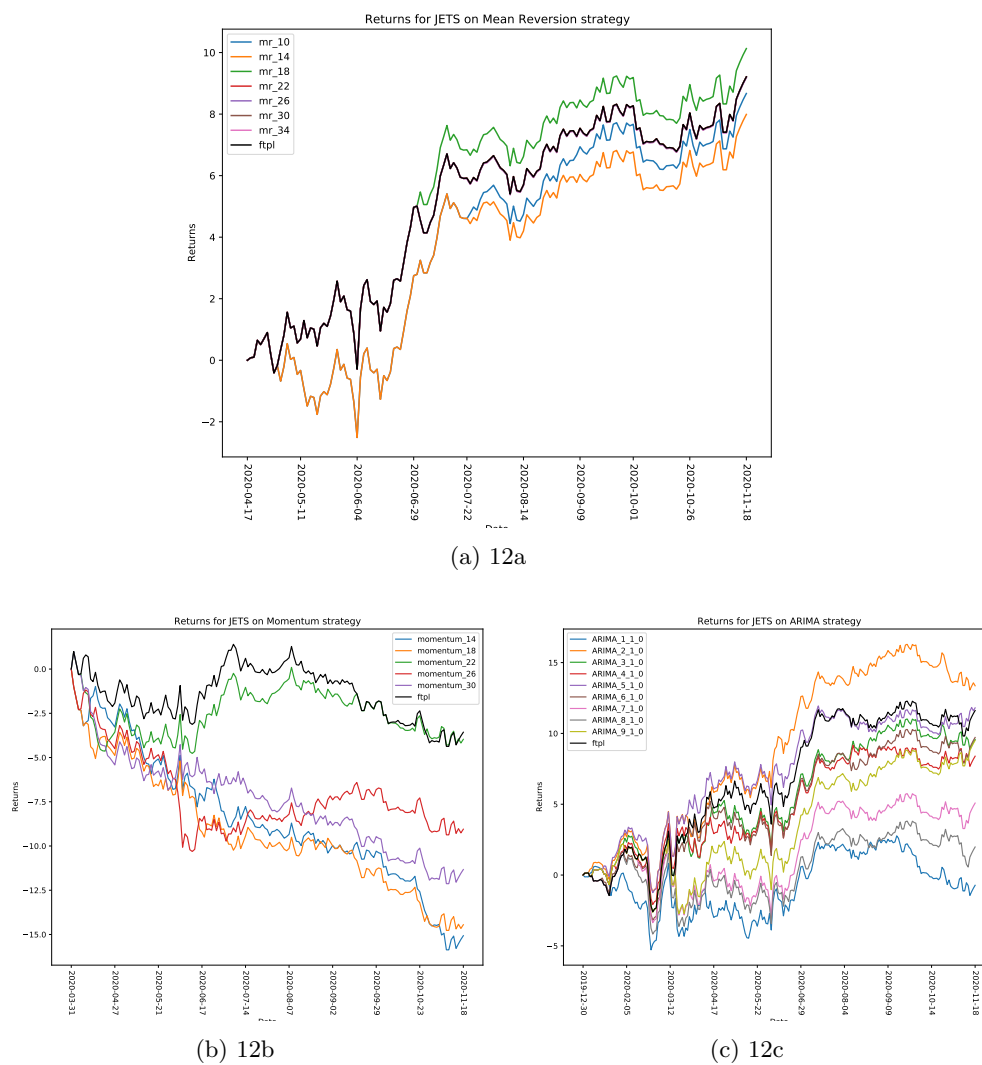 Returns for JETS on Mean Reversion strategy
mr_10
mr_14
mr_18
mr_22
mr_26
mr_30
mr_34
ftpl
Returns
10
8
6
4
2
0
−2
2020-04-17
2020-05-11
2020-06-04
2020-06-29
2020-07-22
2020-08-14
2020-09-09
2020-10-01
2020-10-26
2020-11-18
(a) 12a
Returns for JETS on Momentum strategy
momentum_14
momentum_18
momentum_22
momentum_26
momentum_30
ftpl
Returns
0.0
−2.5
−5.0
−7.5
−10.0
−12.5
−15.0
2020-03-31
2020-04-27
2020-05-21
2020-06-17
2020-07-14
2020-08-07
2020-09-02
2020-09-29
2020-10-23
2020-11-18
(b) 12b
Returns for JETS on ARIMA strategy
ARIMA_1_1_0
ARIMA_2_1_0
ARIMA_3_1_0
ARIMA_4_1_0
ARIMA_5_1_0
ARIMA_6_1_0
ARIMA_7_1_0
ARIMA_8_1_0
ARIMA_9_1_0
ftpl
Returns
15
10
5
0
−5
2019-12-30
2020-02-05
2020-03-12
2020-04-17
2020-05-22
2020-06-29
2020-08-04
2020-09-09
2020-10-14
2020-11-18
(c) 12c